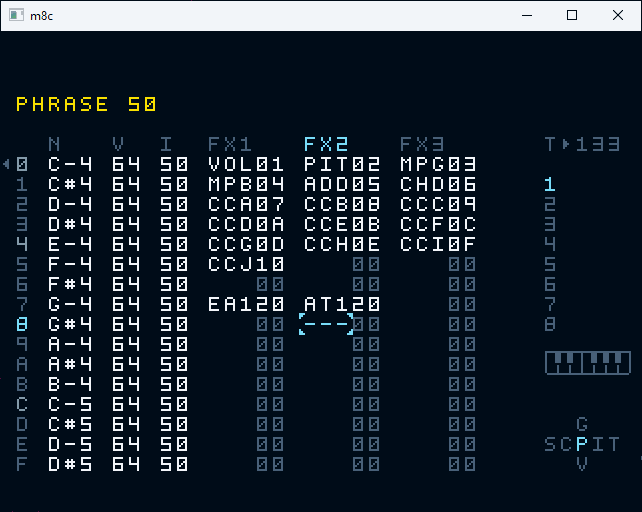 m8c
PHRASE 50
N V I FX1 FX2 FX3 T▸133
0 C-4 64 50 VOL01 PIT02 MPG03
1 C#4 64 50 MPB04 ADD05 CHD06 1
2 D-4 64 50 CCA07 CCB08 CCC09 2
3 D#4 64 50 CCD0A CCE0B CCF0C 3
4 E-4 64 50 CCG0D CCH0E CCI0F 4
5 F-4 64 50 CCJ10 00 00 5
6 F#4 64 50 00 00 00 6
7 G-4 64 50 EA120 AT120 00 7
8 G#4 64 50 00 ---00 00 8
9 A-4 64 50 00 00 00
A A#4 64 50 00 00 00
B B-4 64 50 00 00 00
C C-5 64 50 00 00 00
D C#5 64 50 00 00 00 G
E D-5 64 50 00 00 00 SCPIT
F D#5 64 50 00 00 00 V